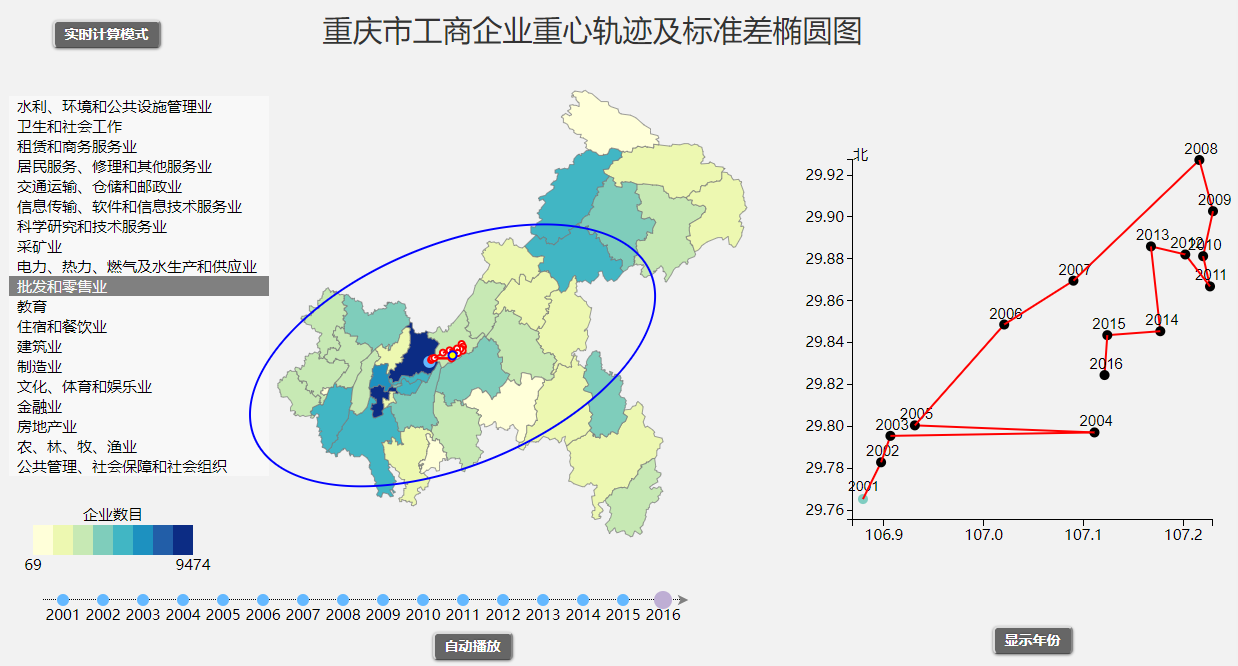 实时计算模式
重庆市工商企业重心轨迹及标准差椭圆图
水利、环境和公共设施管理业
卫生和社会工作
租赁和商务服务业
居民服务、修理和其他服务业
交通运输、仓储和邮政业
信息传输、软件和信息技术服务业
科学研究和技术服务业
采矿业
电力、热力、燃气及水生产和供应业
批发和零售业
教育
住宿和餐饮业
建筑业
制造业
文化、体育和娱乐业
金融业
房地产业
农、林、牧、渔业
公共管理、社会保障和社会组织
企业数目
69 9474
2001 2002 2003 2004 2005 2006 2007 2008 2009 2010 2011 2012 2013 2014 2015 2016
自动播放
北
29.92
29.90
29.88
29.86
29.84
29.82
29.80
29.78
29.76
106.9 107.0 107.1 107.2
2008
2009
2013
2012
2010
2007
2011
2006
2015
2014
2016
2005
2004
2003
2002
2001
显示年份